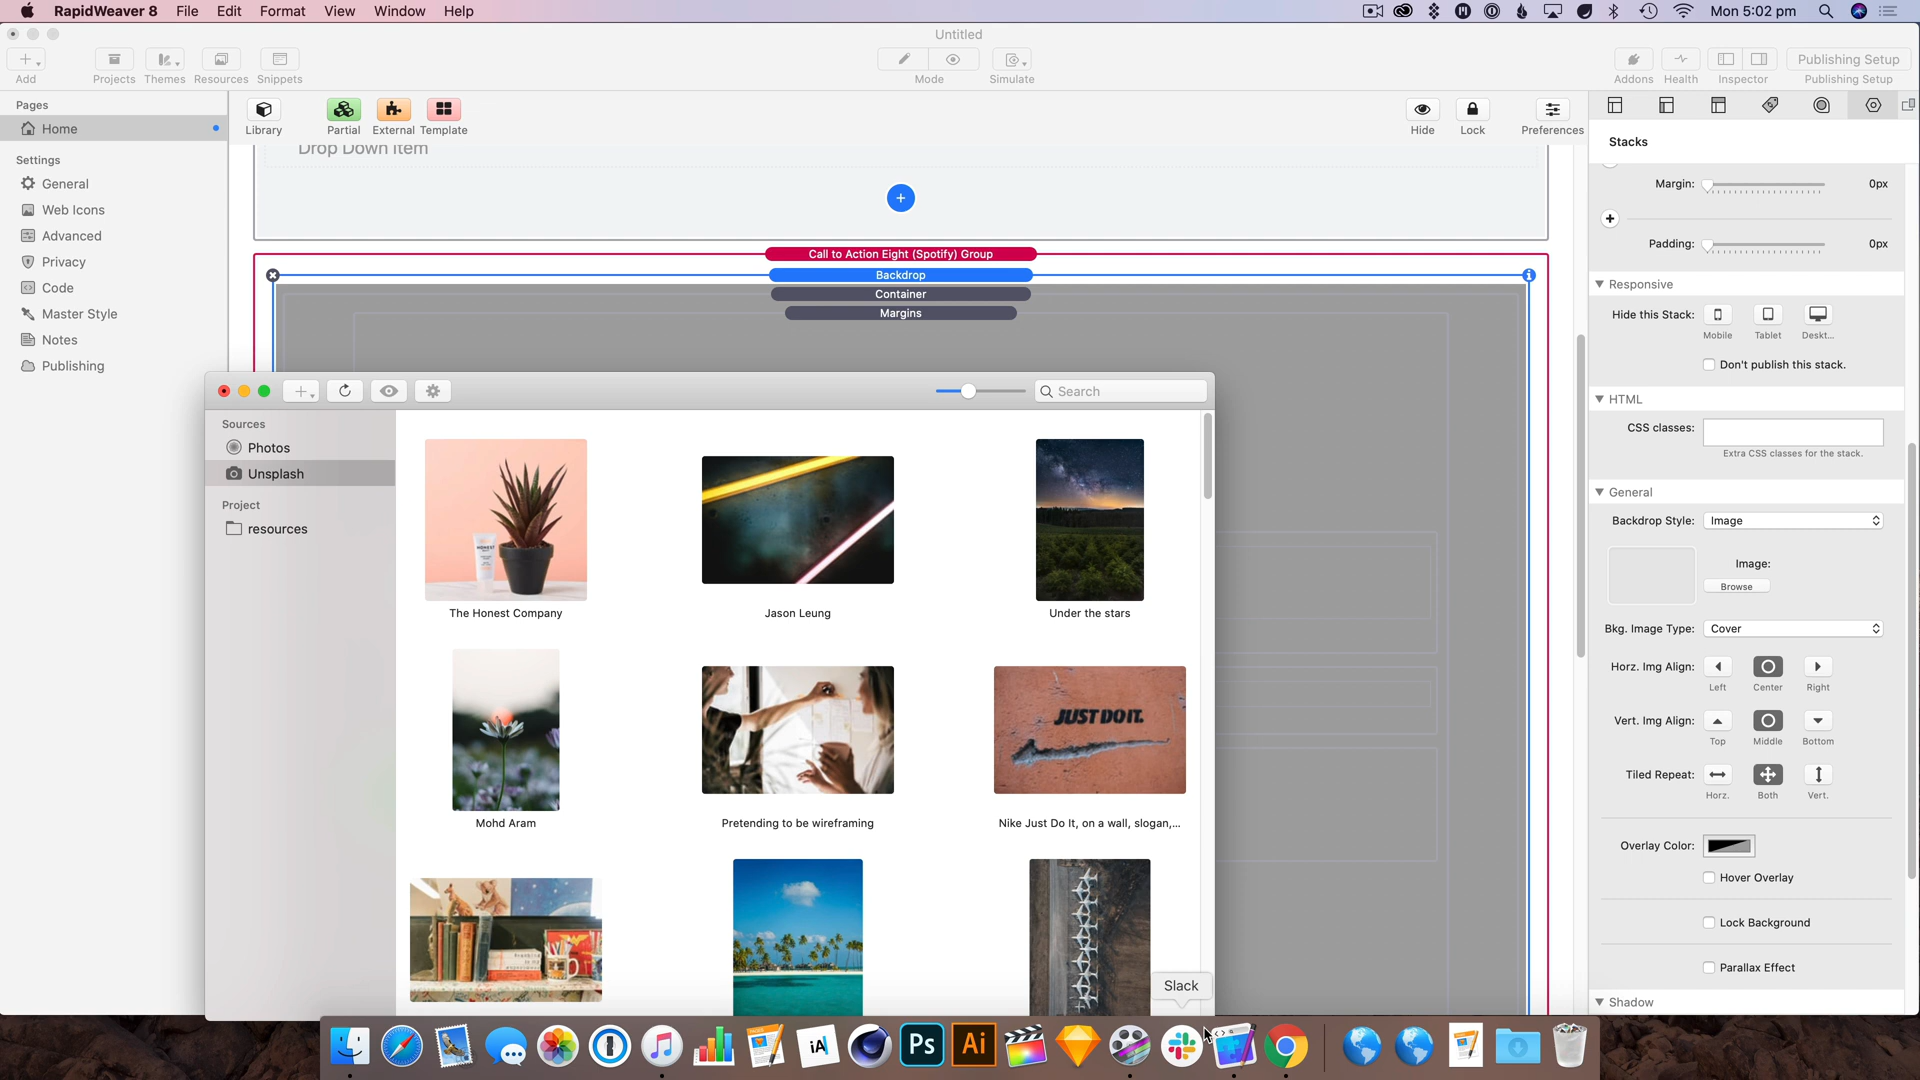 RapidWeaver 8 File Edit Format View Window Help Mon 5:02 pm
Untitled
Add Projects Themes Resources Snippets Mode Simulate Addons Health Inspector Publishing Setup
Publishing Setup
Pages
Home
Settings
General
Web Icons
Advanced
Privacy
Code
Master Style
Notes
Publishing
Library Partial External Template Hide Lock Preferences
Drop Down Item
Call to Action Eight (Spotify) Group
Backdrop
Container
Margins
Search
Sources
Photos
Unsplash
Project
resources
HONEST
The Honest Company
Jason Leung
Under the stars
JUST DO IT.
Mohd Aram
Pretending to be wireframing
Nike Just Do It, on a wall, slogan,...
Slack
iA
Ps
Ai
Stacks
Margin: 0px
Padding: 0px
Responsive
Hide this Stack:
Mobile Tablet Deskt...
Don't publish this stack.
HTML
CSS classes:
Extra CSS classes for the stack.
General
Backdrop Style: Image
Image:
Browse
Bkg. Image Type: Cover
Horz. Img Align:
Left Center Right
Vert. Img Align:
Top Middle Bottom
Tiled Repeat:
Horz. Both Vert.
Overlay Color:
Hover Overlay
Lock Background
Parallax Effect
Shadow